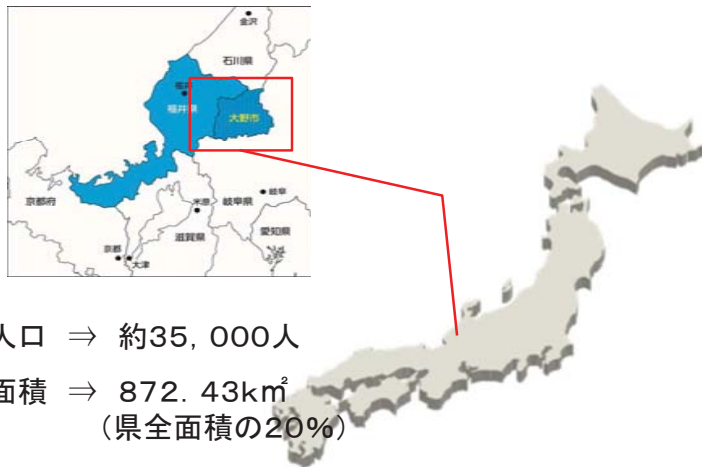 金沢
石川県
福井
福井県
大野市
京都府
米原
岐阜県
岐阜
滋賀県
愛知県
京都
大津
人口 ⇒ 約35,000人
面積 ⇒ 872.43k㎡
(県全面積の20%)